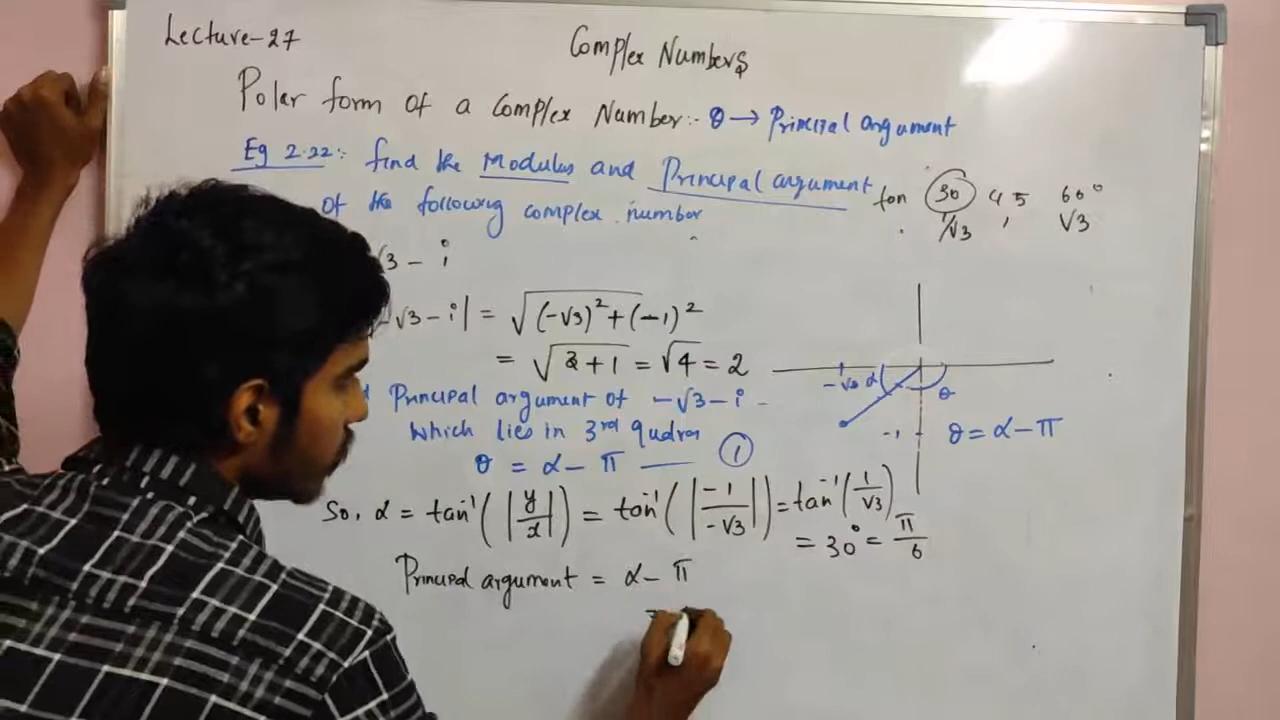 Lecture-27
Complex Numbers
Polar form of a Complex Number:- θ → Principal argument
Eg 2.22:- find the Modulus and Principal argument
of the following complex number
tan 30 45 60°
1/√3 , √3
√3 - i
|-√3 - i| = √(-√3)² + (-1)²
= √3+1 = √4 = 2
Principal argument of -√3 - i
which lies in 3rd quadran
θ = α - π —— ①
-√3 α θ
-1 θ = α - π
So, α = tan⁻¹(|y/x|) = tan⁻¹(|-1/-√3|) = tan⁻¹(1/√3)
= 30° = π/6
Principal argument = α - π
=